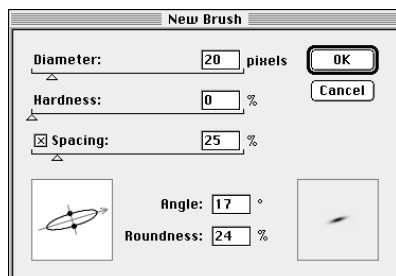 New Brush
Diameter: 20 pixels
OK
Hardness: 0 %
Cancel
Spacing: 25 %
Angle: 17 °
Roundness: 24 %